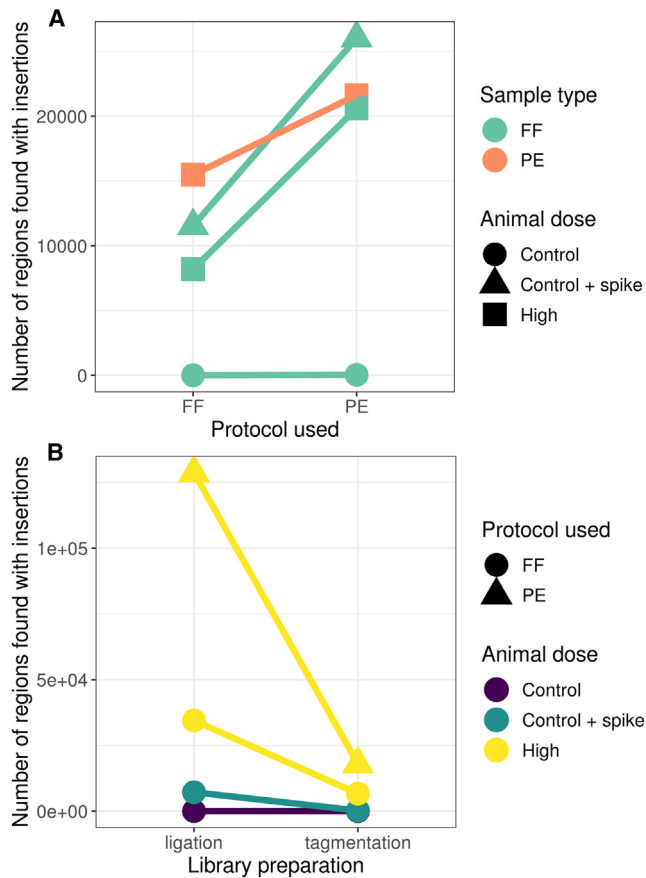 A
Number of regions found with insertions
20000
10000
0
FF
PE
Protocol used
Sample type
FF
PE
Animal dose
Control
Control + spike
High
B
Number of regions found with insertions
1e+05
5e+04
0e+00
ligation
tagmentation
Library preparation
Protocol used
FF
PE
Animal dose
Control
Control + spike
High